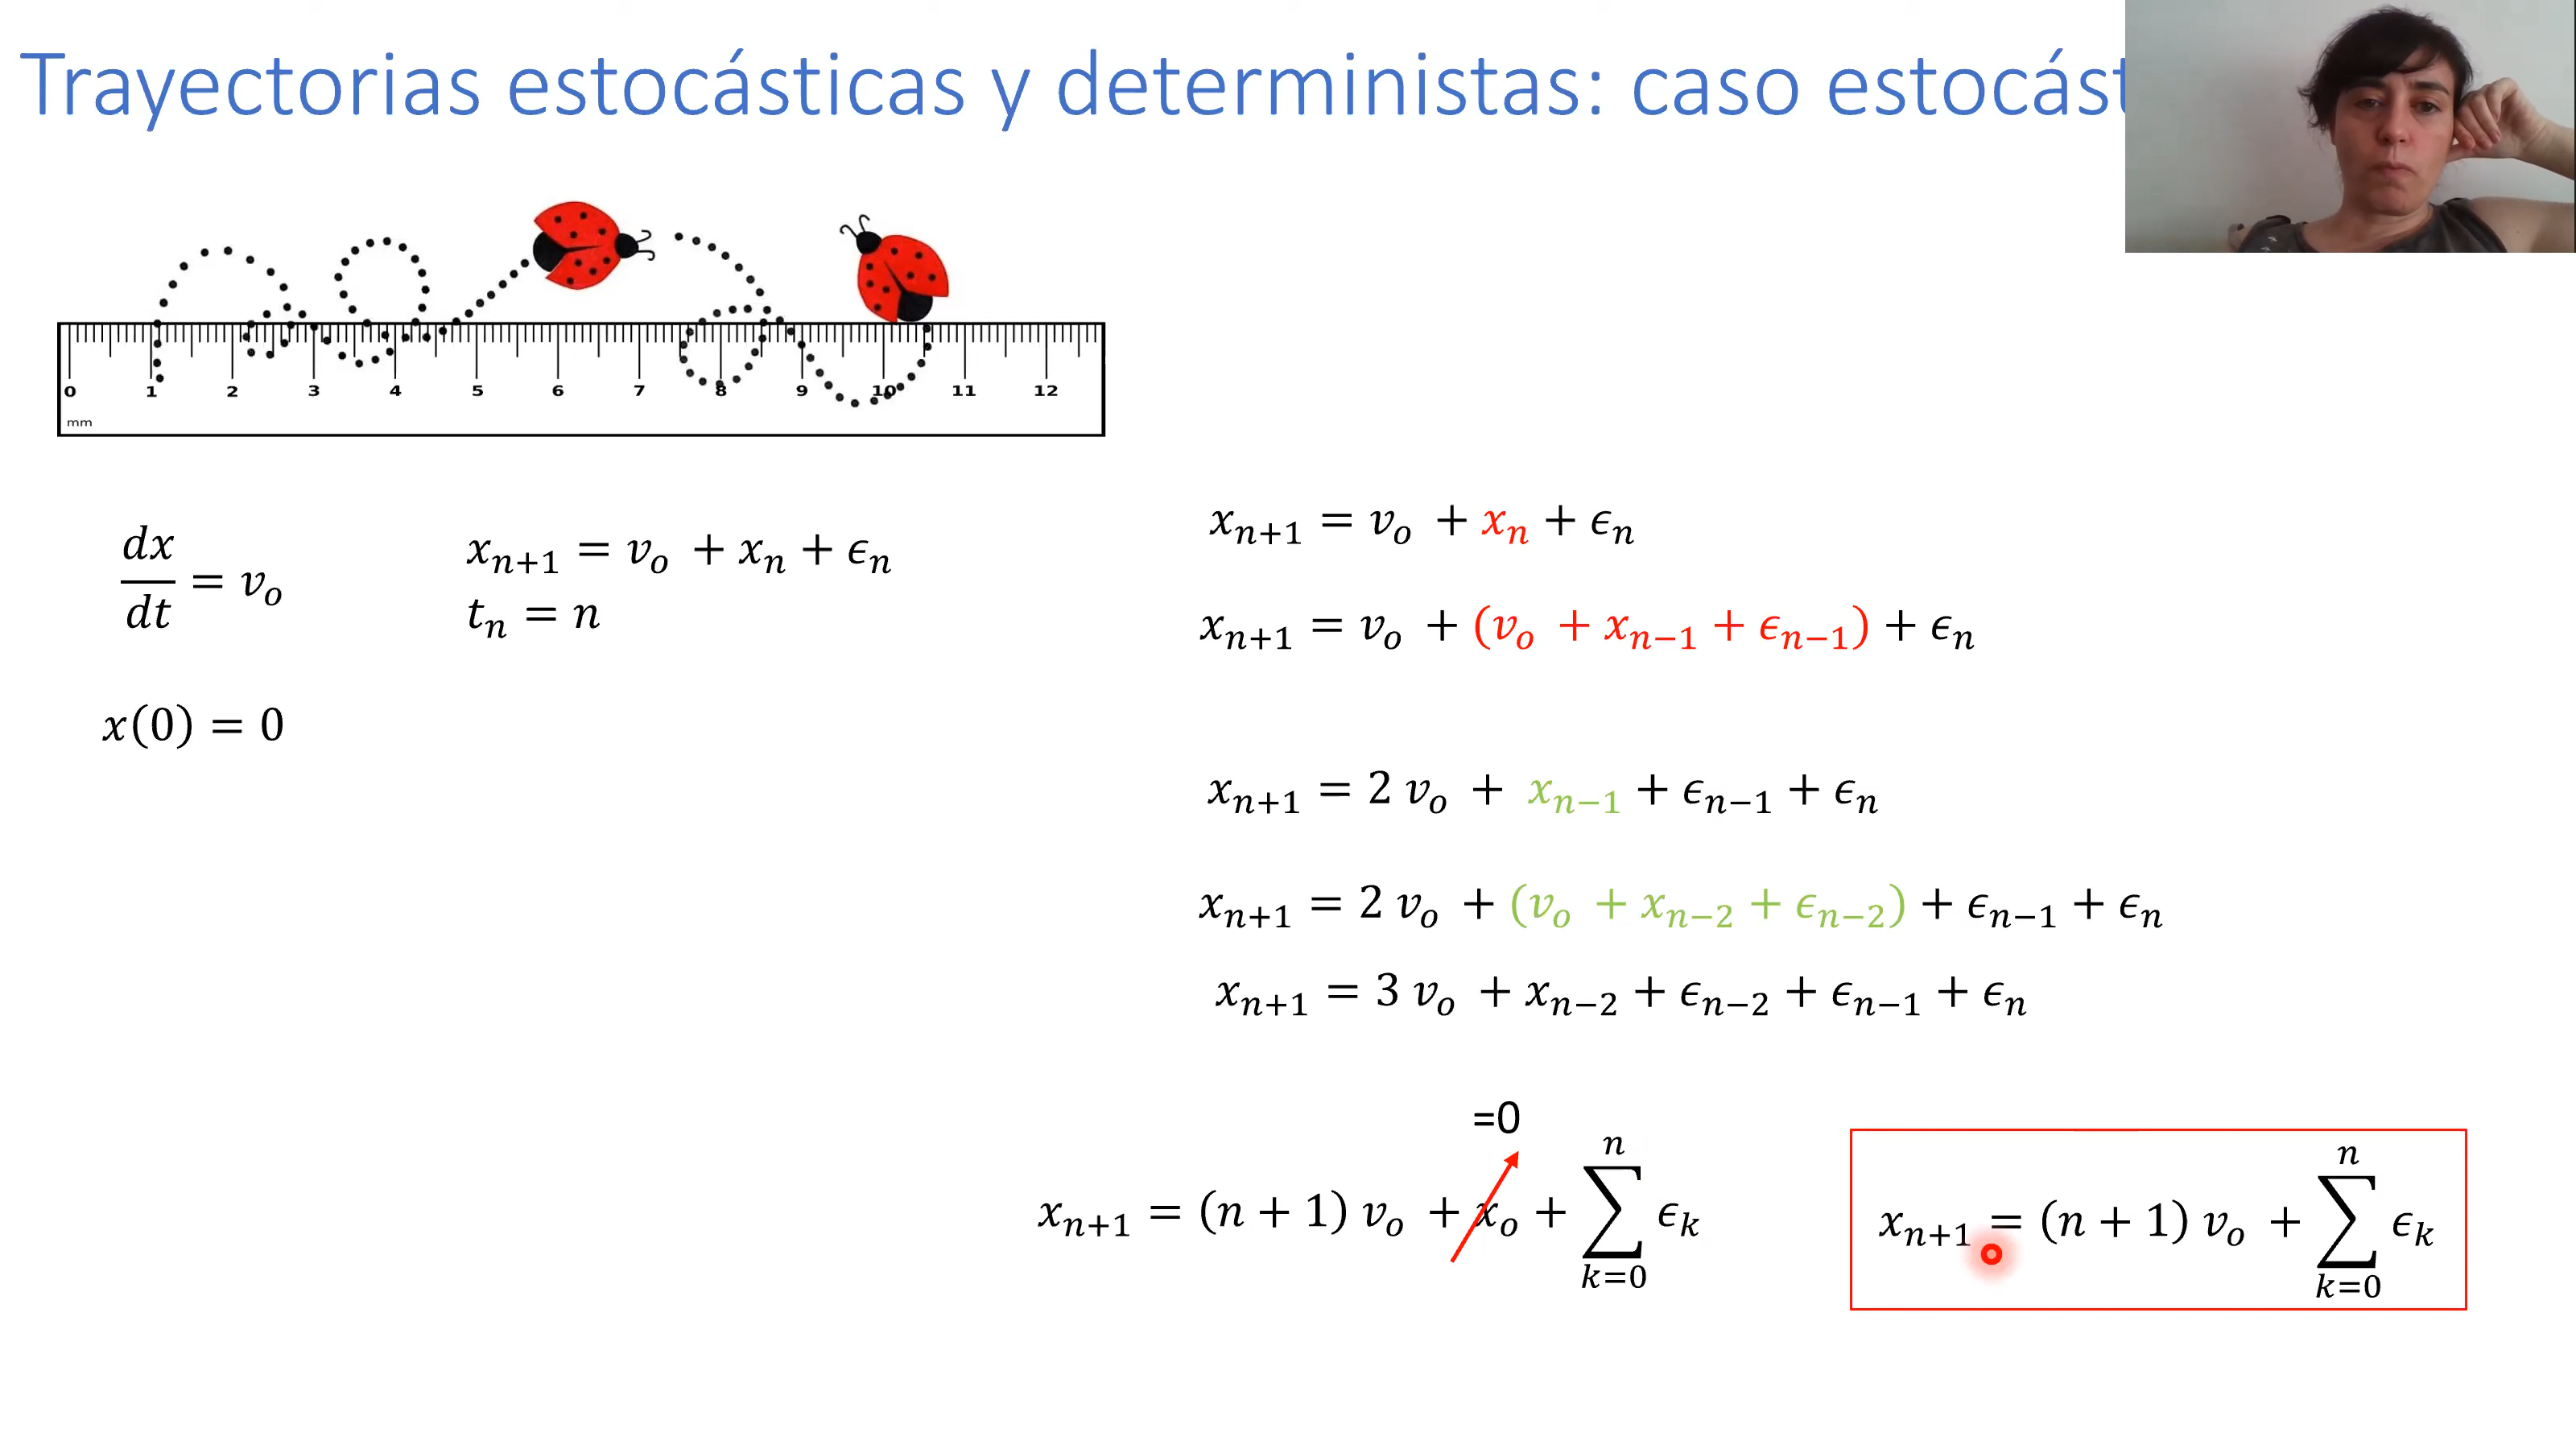 Trayectorias estocásticas y deterministas: caso estocást
0 1 2 3 4 5 6 7 8 9 10 11 12
mm
dx/dt = v_o
x_{n+1} = v_o + x_n + ϵ_n
t_n = n
x(0) = 0
x_{n+1} = v_o + x_n + ϵ_n
x_{n+1} = v_o + (v_o + x_{n−1} + ϵ_{n−1}) + ϵ_n
x_{n+1} = 2 v_o + x_{n−1} + ϵ_{n−1} + ϵ_n
x_{n+1} = 2 v_o + (v_o + x_{n−2} + ϵ_{n−2}) + ϵ_{n−1} + ϵ_n
x_{n+1} = 3 v_o + x_{n−2} + ϵ_{n−2} + ϵ_{n−1} + ϵ_n
=0
x_{n+1} = (n + 1) v_o + x_o + ∑_{k=0}^{n} ϵ_k
x_{n+1} = (n + 1) v_o + ∑_{k=0}^{n} ϵ_k